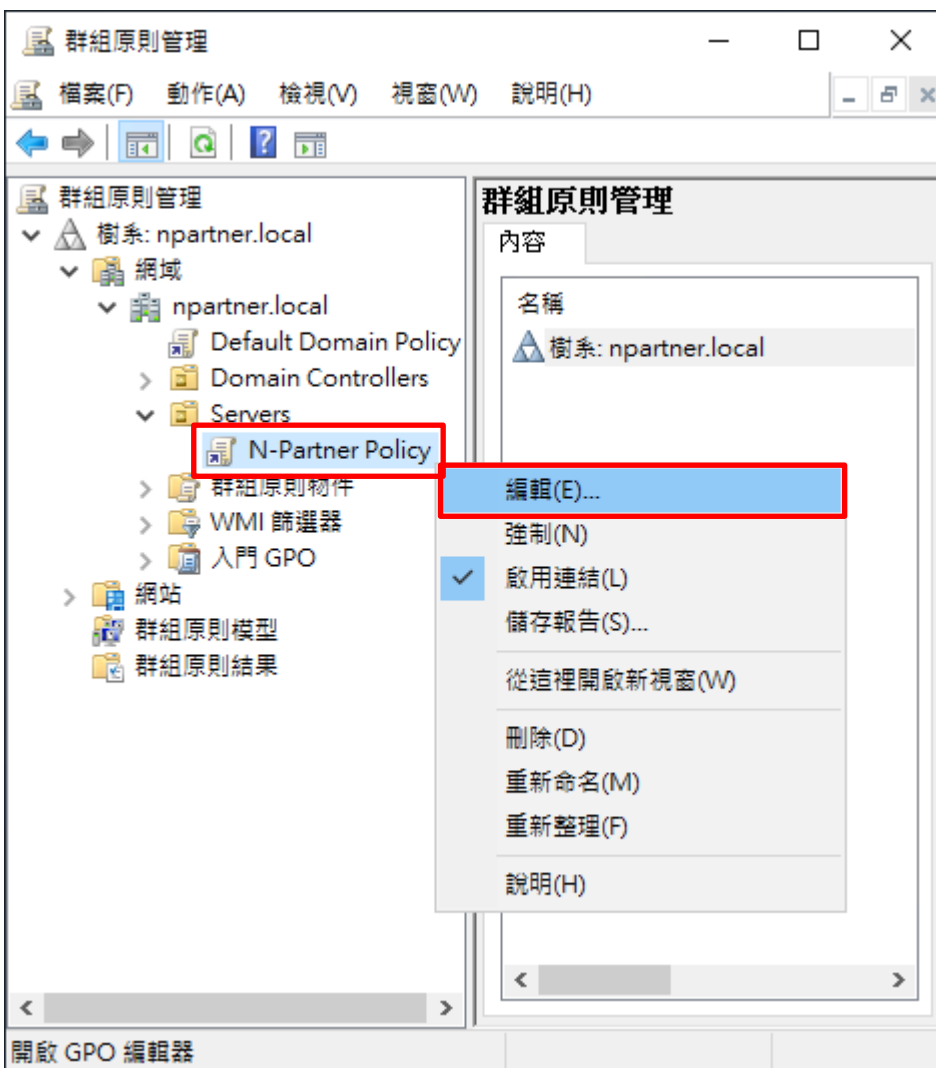 群組原則管理
檔案(F) 動作(A) 檢視(V) 視窗(W) 說明(H)
群組原則管理
樹系: npartner.local
網域
npartner.local
Default Domain Policy
Domain Controllers
Servers
N-Partner Policy
群組原則物件
WMI 篩選器
入門 GPO
網站
群組原則模型
群組原則結果
群組原則管理
內容
名稱
樹系: npartner.local
編輯(E)...
強制(N)
啟用連結(L)
儲存報告(S)...
從這裡開啟新視窗(W)
刪除(D)
重新命名(M)
重新整理(F)
說明(H)
開啟 GPO 編輯器